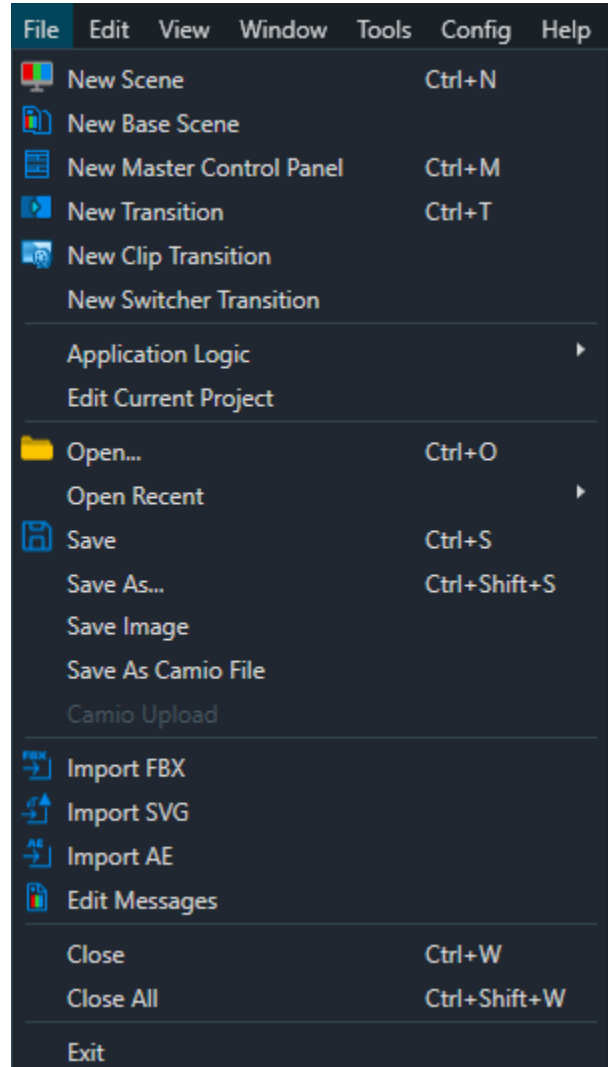 File Edit View Window Tools Config Help
New Scene Ctrl+N
New Base Scene
New Master Control Panel Ctrl+M
New Transition Ctrl+T
New Clip Transition
New Switcher Transition
Application Logic
Edit Current Project
Open... Ctrl+O
Open Recent
Save Ctrl+S
Save As... Ctrl+Shift+S
Save Image
Save As Camio File
Camio Upload
FBX Import FBX
Import SVG
AE Import AE
Edit Messages
Close Ctrl+W
Close All Ctrl+Shift+W
Exit